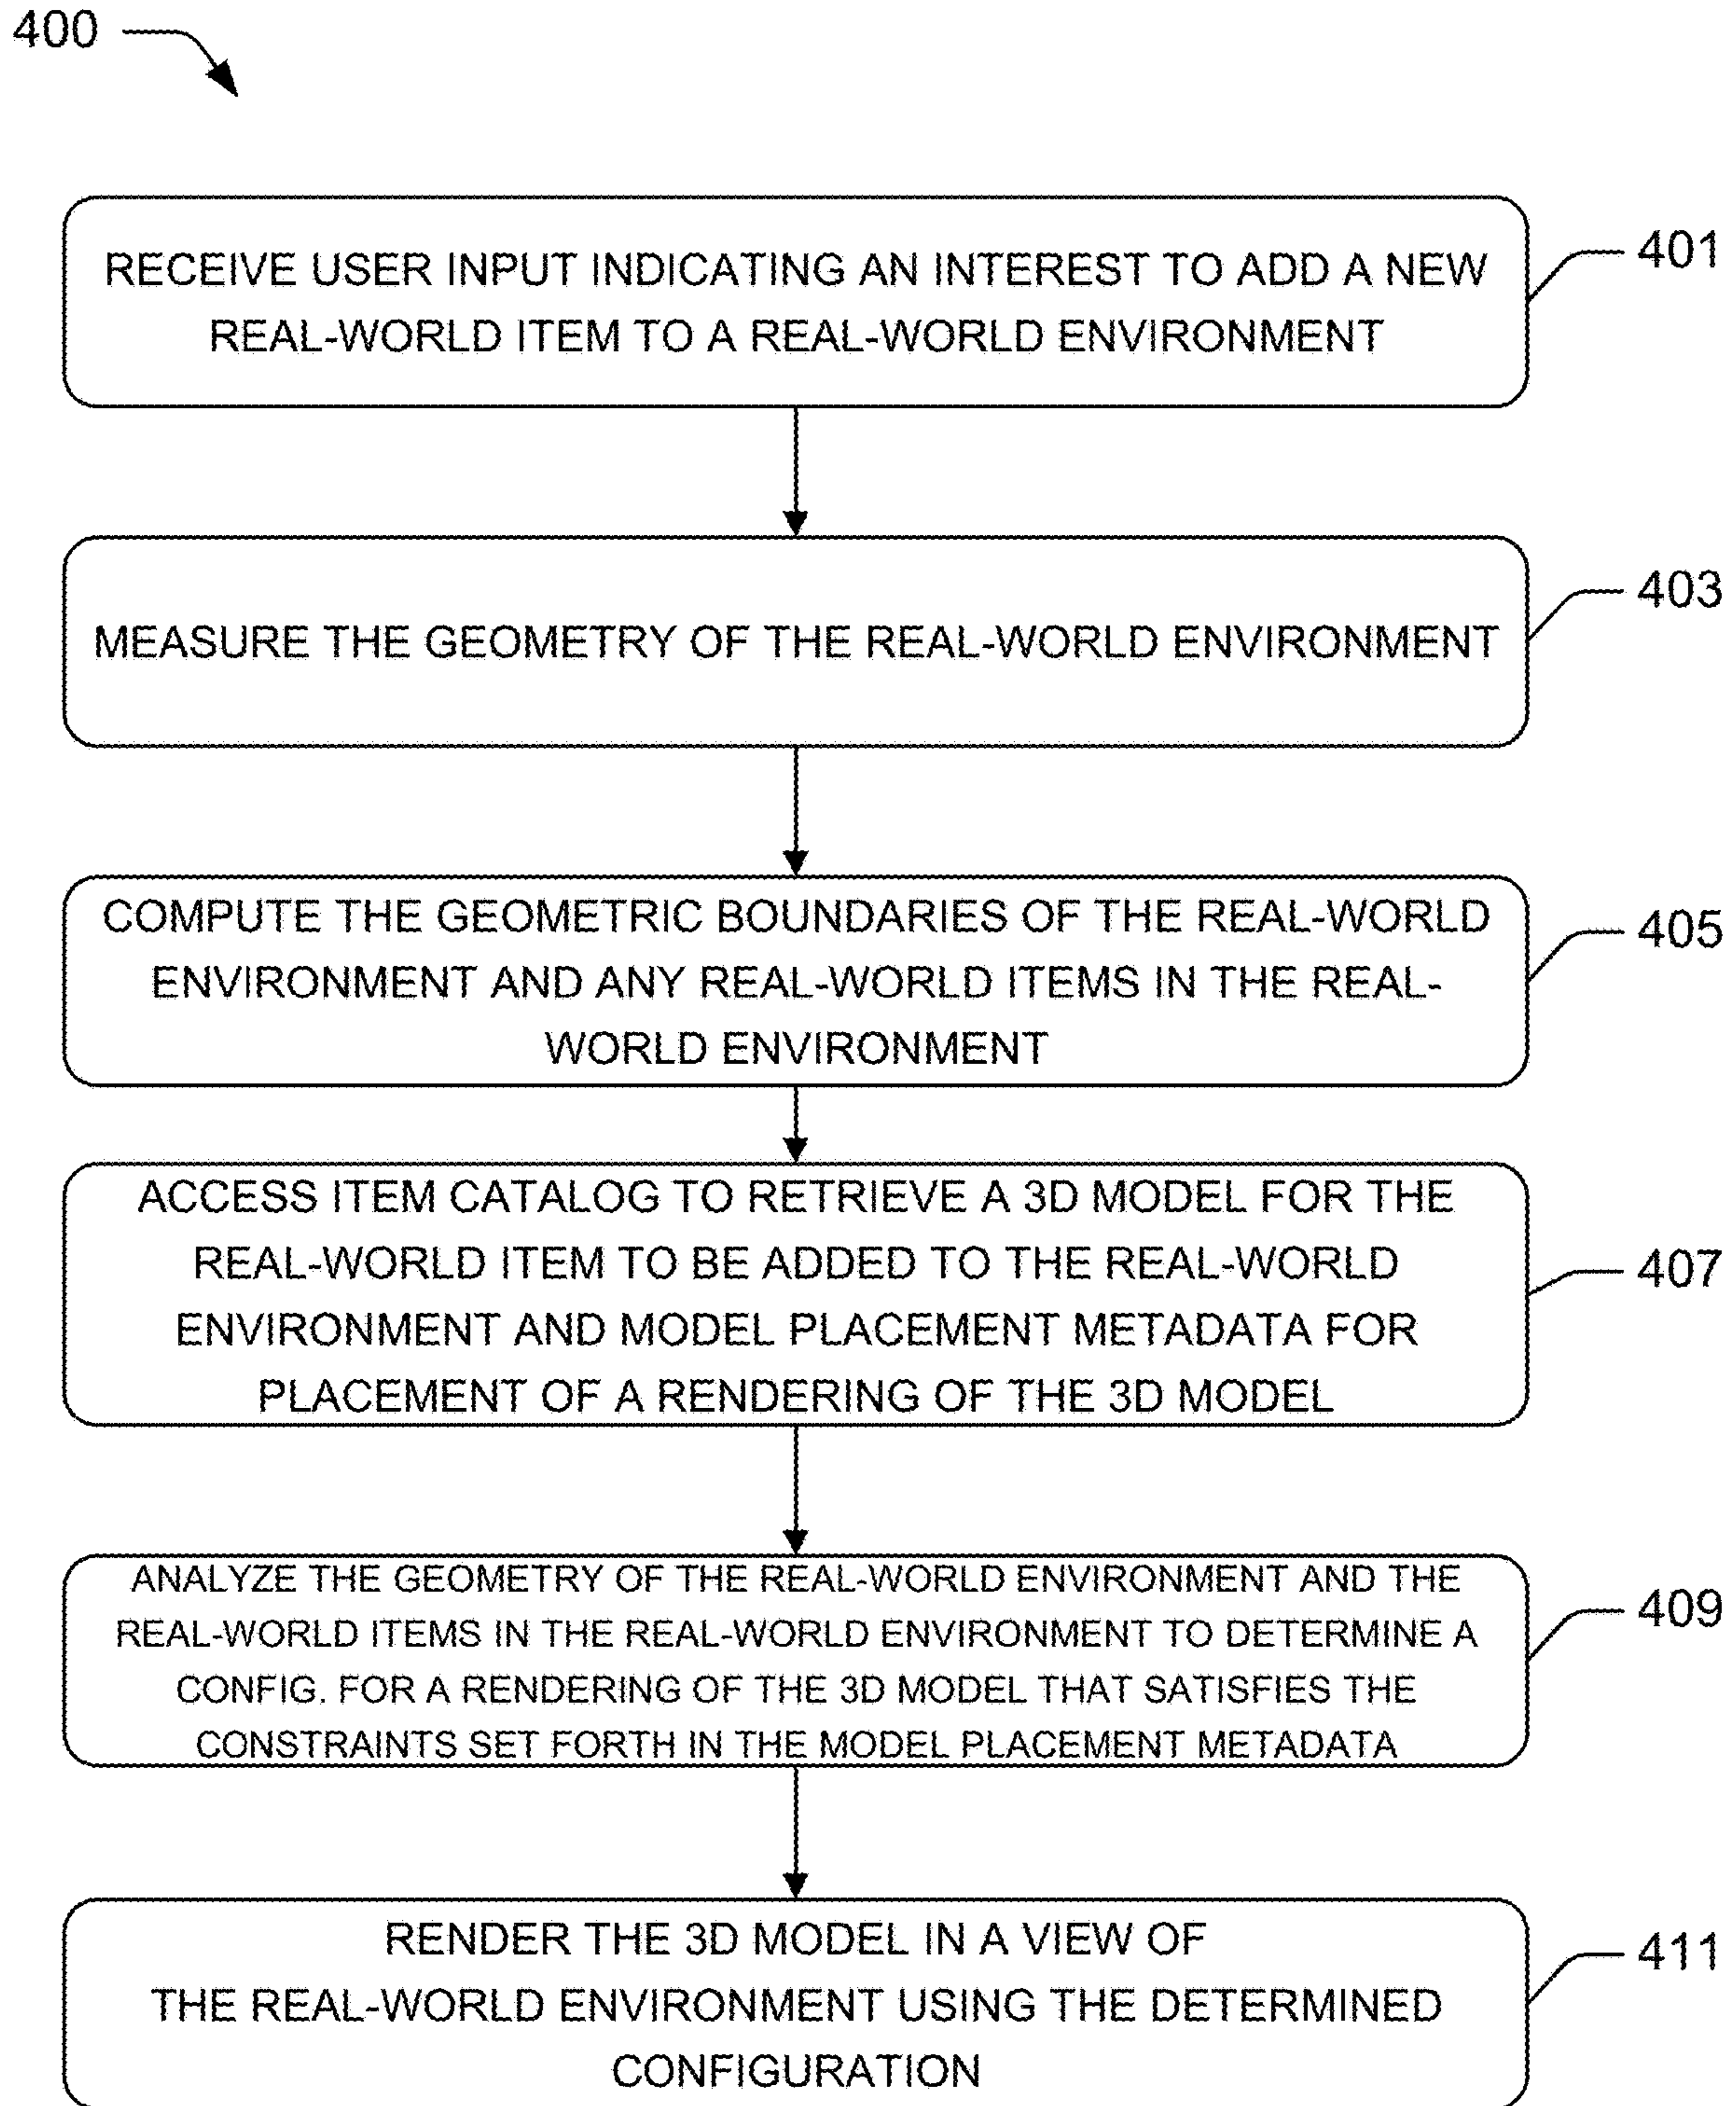 400
RECEIVE USER INPUT INDICATING AN INTEREST TO ADD A NEW
REAL-WORLD ITEM TO A REAL-WORLD ENVIRONMENT
401
MEASURE THE GEOMETRY OF THE REAL-WORLD ENVIRONMENT
403
COMPUTE THE GEOMETRIC BOUNDARIES OF THE REAL-WORLD
ENVIRONMENT AND ANY REAL-WORLD ITEMS IN THE REAL-
WORLD ENVIRONMENT
405
ACCESS ITEM CATALOG TO RETRIEVE A 3D MODEL FOR THE
REAL-WORLD ITEM TO BE ADDED TO THE REAL-WORLD
ENVIRONMENT AND MODEL PLACEMENT METADATA FOR
PLACEMENT OF A RENDERING OF THE 3D MODEL
407
ANALYZE THE GEOMETRY OF THE REAL-WORLD ENVIRONMENT AND THE
REAL-WORLD ITEMS IN THE REAL-WORLD ENVIRONMENT TO DETERMINE A
CONFIG. FOR A RENDERING OF THE 3D MODEL THAT SATISFIES THE
CONSTRAINTS SET FORTH IN THE MODEL PLACEMENT METADATA
409
RENDER THE 3D MODEL IN A VIEW OF
THE REAL-WORLD ENVIRONMENT USING THE DETERMINED
CONFIGURATION
411